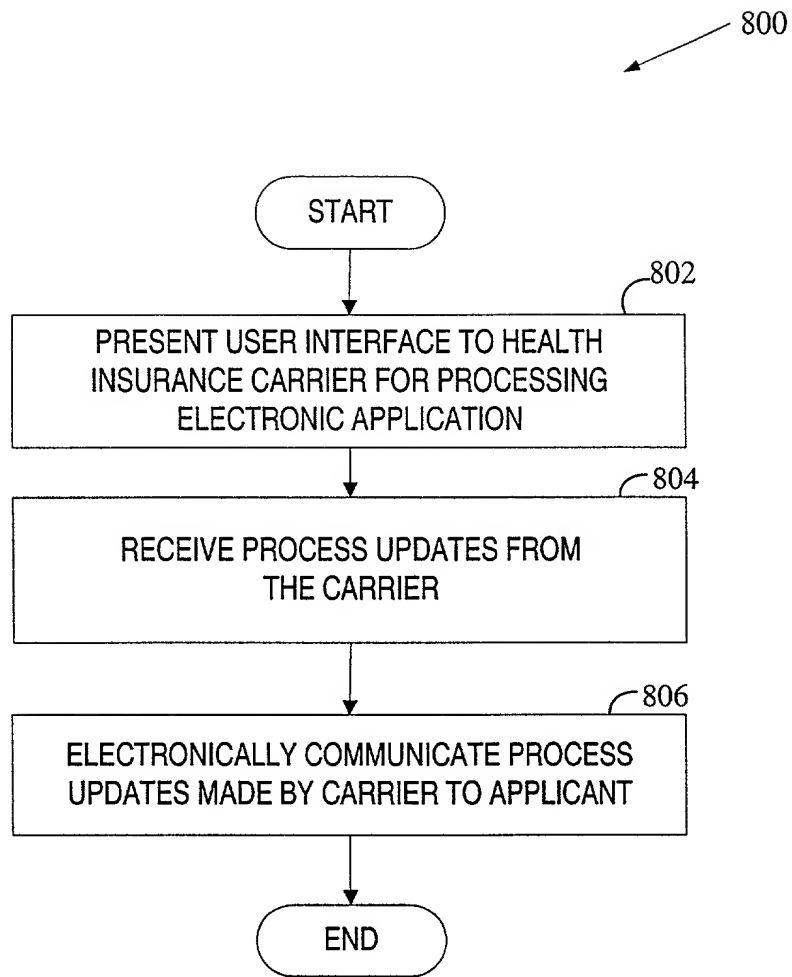 800
START
802
PRESENT USER INTERFACE TO HEALTH
INSURANCE CARRIER FOR PROCESSING
ELECTRONIC APPLICATION
804
RECEIVE PROCESS UPDATES FROM
THE CARRIER
806
ELECTRONICALLY COMMUNICATE PROCESS
UPDATES MADE BY CARRIER TO APPLICANT
END